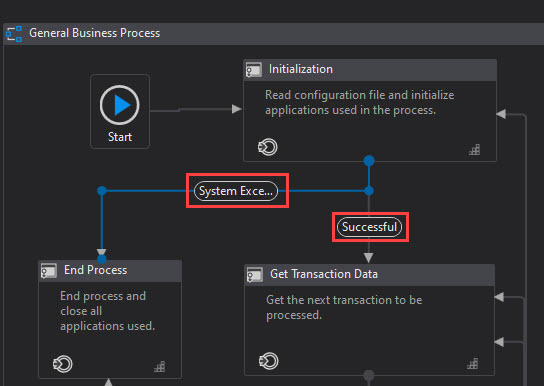 General Business Process
Initialization
Read configuration file and initialize
applications used in the process.
Start
System Exce...
Successful
End Process
End process and
close all
applications used.
Get Transaction Data
Get the next transaction to be
processed.